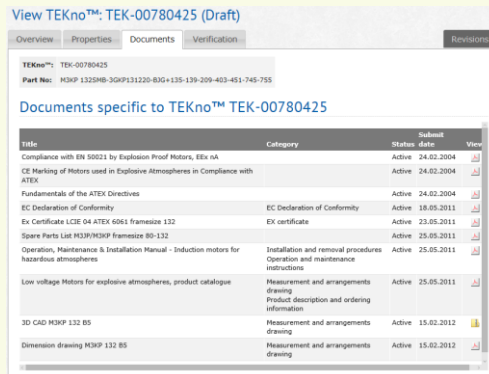 View TEKno™: TEK-00780425 (Draft)
Overview Properties Documents Verification Revisions
TEKno™: TEK-00780425
Part No: M3KP 132SMB-3GKP131220-BJG+135-139-209-403-451-745-755
Documents specific to TEKno™ TEK-00780425
Title Category Status Submit date View
Compliance with EN 50021 by Explosion Proof Motors, EEx nA Active 24.02.2004
CE Marking of Motors used in Explosive Atmospheres in Compliance with Active 24.02.2004
ATEX
Fundamentals of the ATEX Directives Active 24.02.2004
EC Declaration of Conformity EC Declaration of Conformity Active 18.05.2011
Ex Certificate LCIE 04 ATEX 6061 framesize 132 EX certificate Active 23.05.2011
Spare Parts List M3JP/M3KP framesize 80-132 Active 25.05.2011
Operation, Maintenance & Installation Manual - Induction motors for Installation and removal procedures Active 25.05.2011
hazardous atmospheres Operation and maintenance
instructions
Low voltage Motors for explosive atmospheres, product catalogue Measurement and arrangements Active 25.05.2011
drawing
Product description and ordering
information
3D CAD M3KP 132 B5 Measurement and arrangements Active 15.02.2012
drawing
Dimension drawing M3KP 132 B5 Measurement and arrangements Active 15.02.2012
drawing